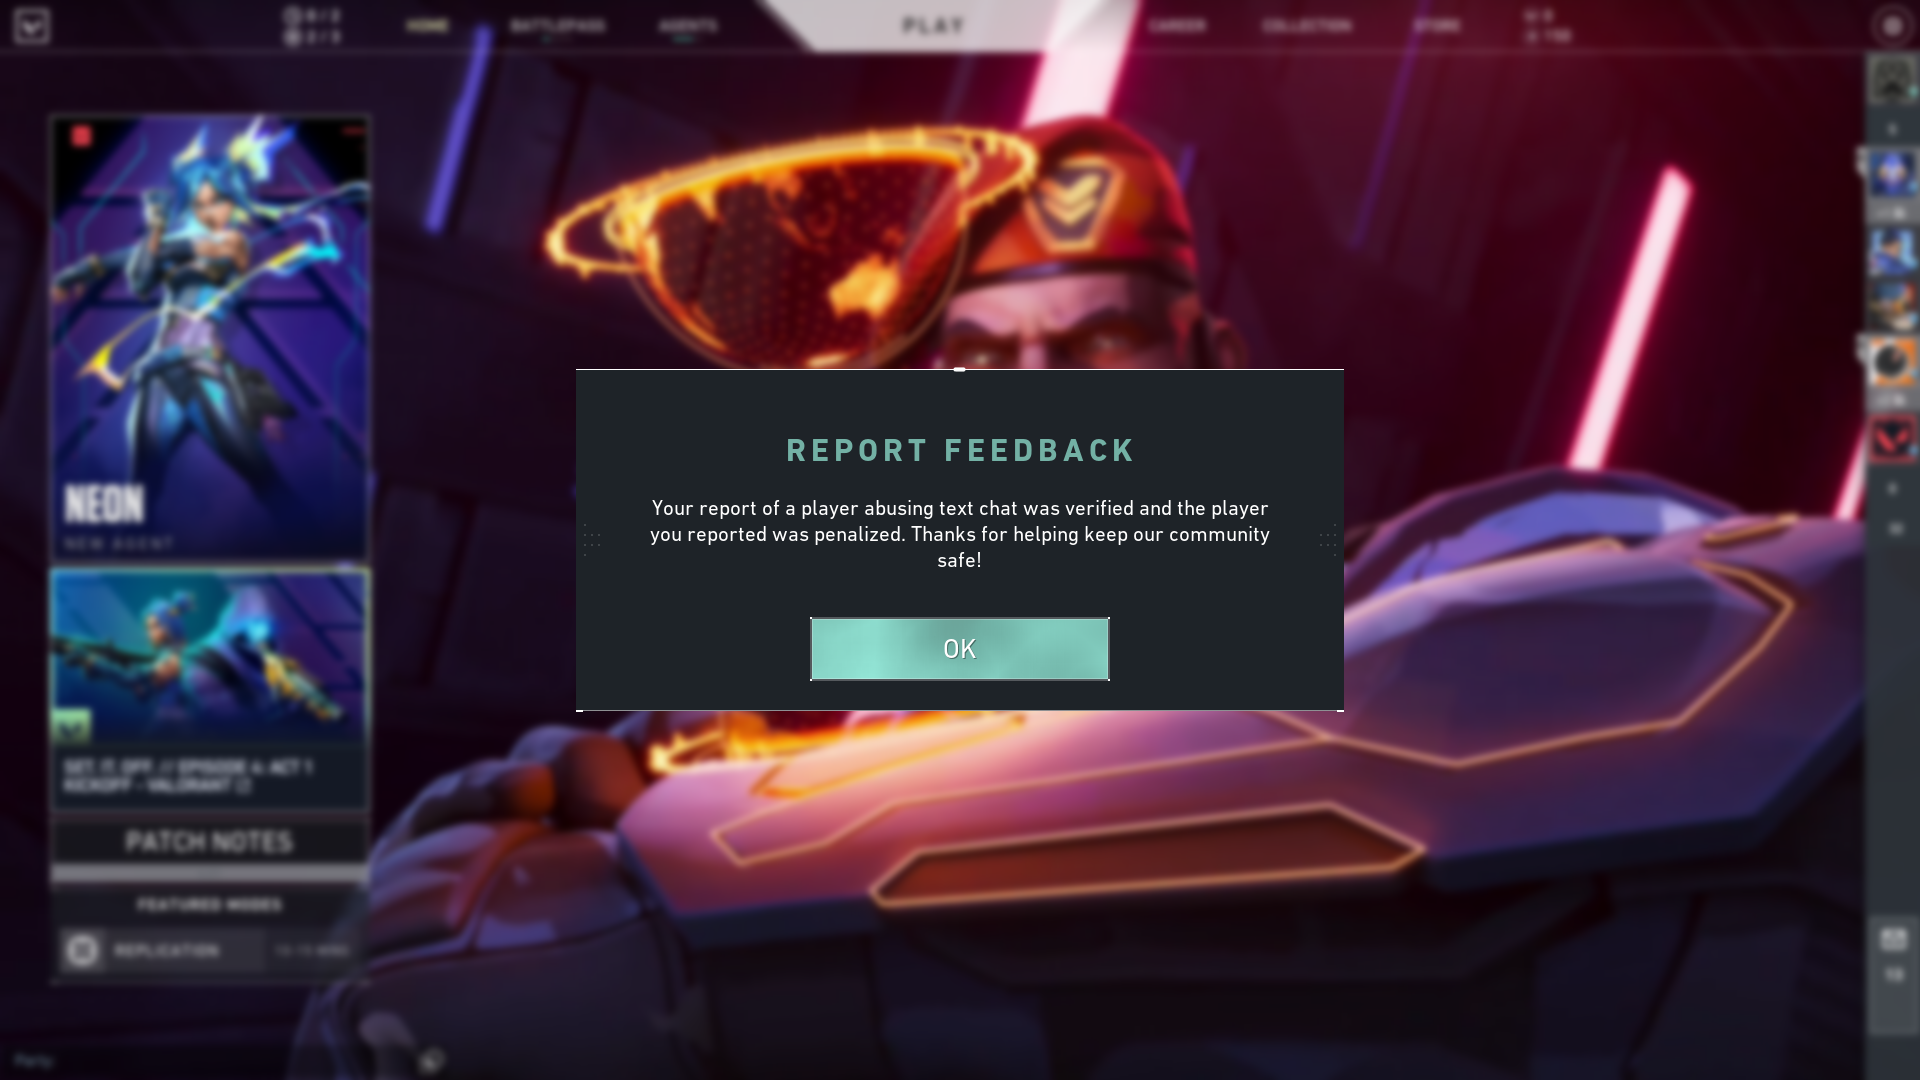 HOME
BATTLEPASS
AGENTS
PLAY
CAREER
COLLECTION
STORE
NEON
NEW AGENT
SET IT OFF // EPISODE 4: ACT 1
KICKOFF - VALORANT
PATCH NOTES
FEATURED MODES
REPLICATION
REPORT FEEDBACK
Your report of a player abusing text chat was verified and the player
you reported was penalized. Thanks for helping keep our community
safe!
OK
Party